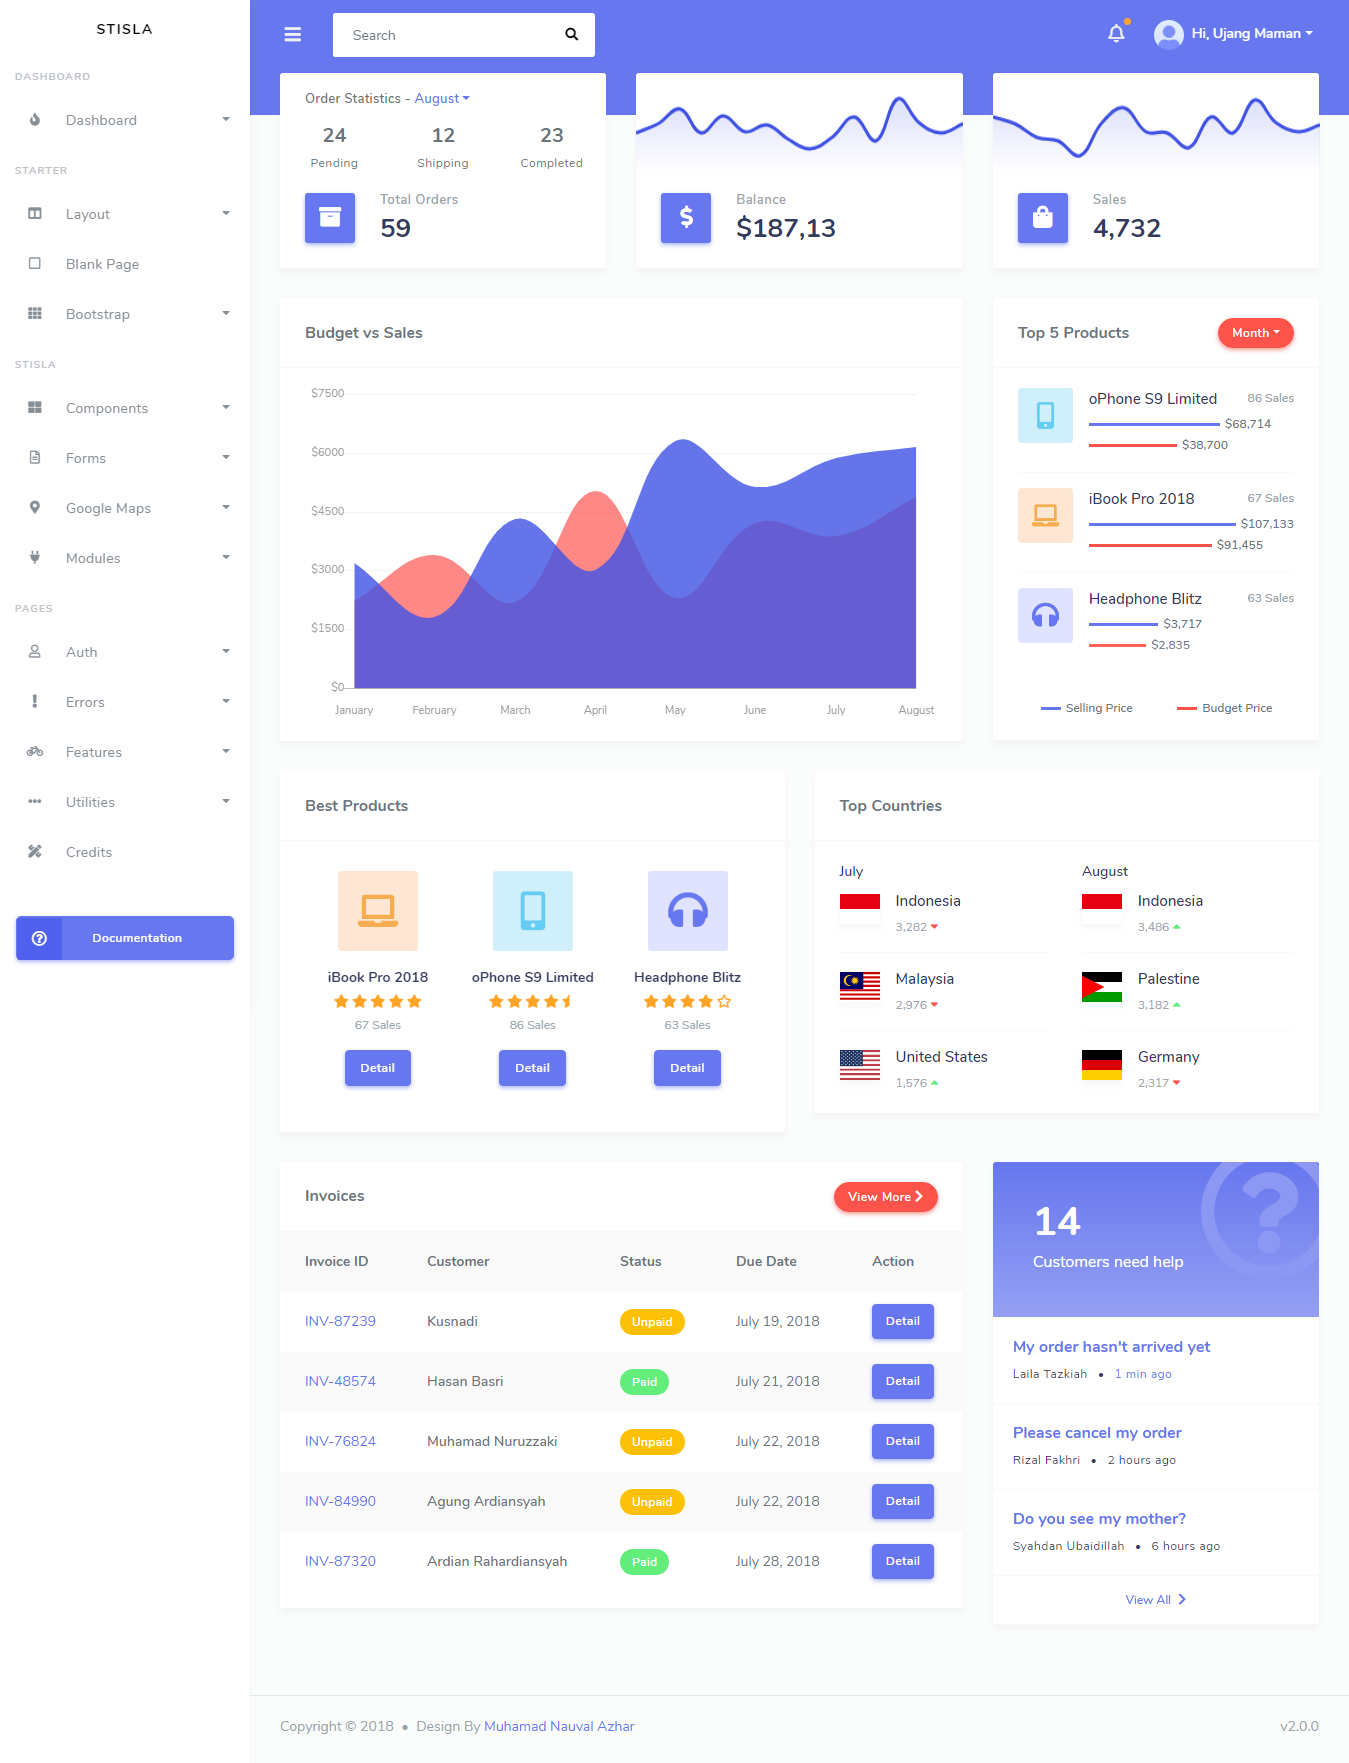 STISLA
DASHBOARD
Dashboard
STARTER
Layout
Blank Page
Bootstrap
STISLA
Components
Forms
Google Maps
Modules
PAGES
Auth
Errors
Features
Utilities
Credits
Documentation
Search
Hi, Ujang Maman
Order Statistics - August
24 12 23
Pending Shipping Completed
Total Orders
59
Balance
$187,13
Sales
4,732
Budget vs Sales
$7500
$6000
$4500
$3000
$1500
$0
January February March April May June July August
Top 5 Products
Month
oPhone S9 Limited 86 Sales
$68,714
$38,700
iBook Pro 2018 67 Sales
$107,133
$91,455
Headphone Blitz 63 Sales
$3,717
$2,835
Selling Price Budget Price
Best Products
iBook Pro 2018 oPhone S9 Limited Headphone Blitz
67 Sales 86 Sales 63 Sales
Detail Detail Detail
Top Countries
July
Indonesia
3,282
Malaysia
2,976
United States
1,576
August
Indonesia
3,486
Palestine
3,182
Germany
2,317
Invoices
View More
Invoice ID Customer Status Due Date Action
INV-87239 Kusnadi Unpaid July 19, 2018 Detail
INV-48574 Hasan Basri Paid July 21, 2018 Detail
INV-76824 Muhamad Nuruzzaki Unpaid July 22, 2018 Detail
INV-84990 Agung Ardiansyah Unpaid July 22, 2018 Detail
INV-87320 Ardian Rahardiansyah Paid July 28, 2018 Detail
14
Customers need help
My order hasn't arrived yet
Laila Tazkiah • 1 min ago
Please cancel my order
Rizal Fakhri • 2 hours ago
Do you see my mother?
Syahdan Ubaidillah • 6 hours ago
View All
Copyright © 2018 • Design By Muhamad Nauval Azhar
v2.0.0